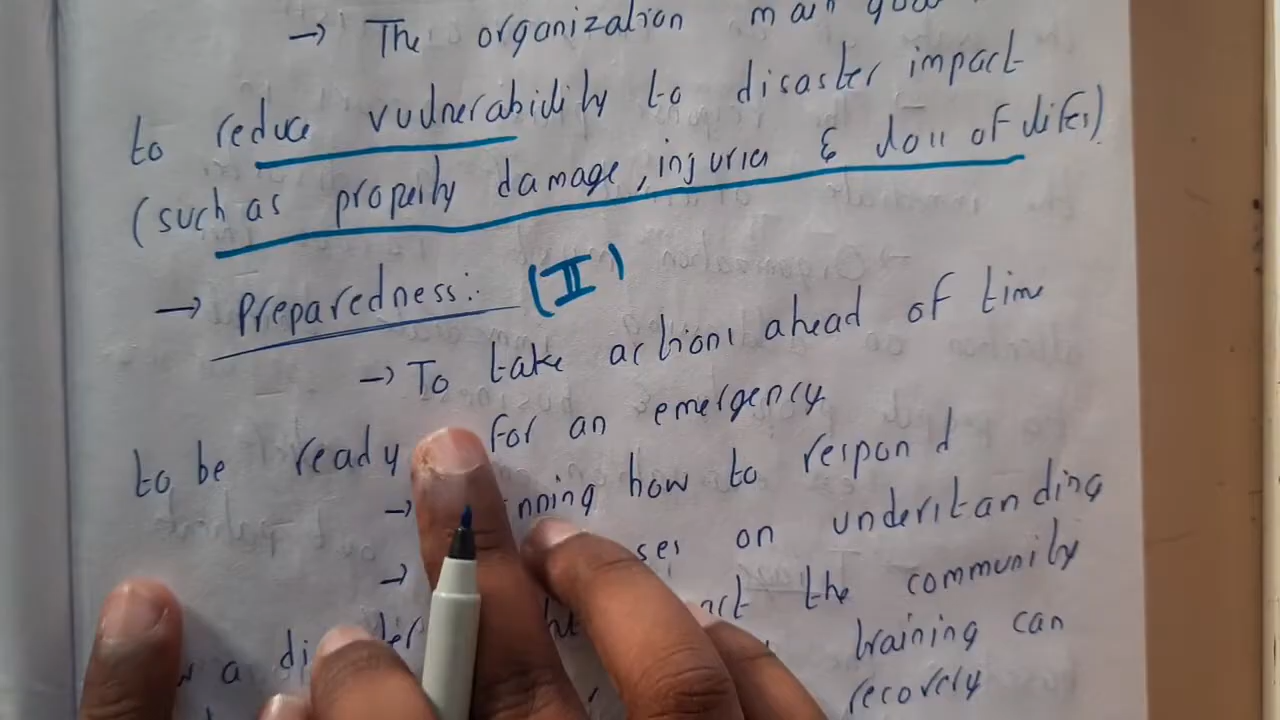 → The organization main
to reduce vudnerability to disaster impact
(such as property damage, injuries & loss of lifes)
→ Preparedness:- (II)
→ To take actions ahead of time
to be ready for an emergency
→ how to respond
→ on understanding
a the community
training can
recovery